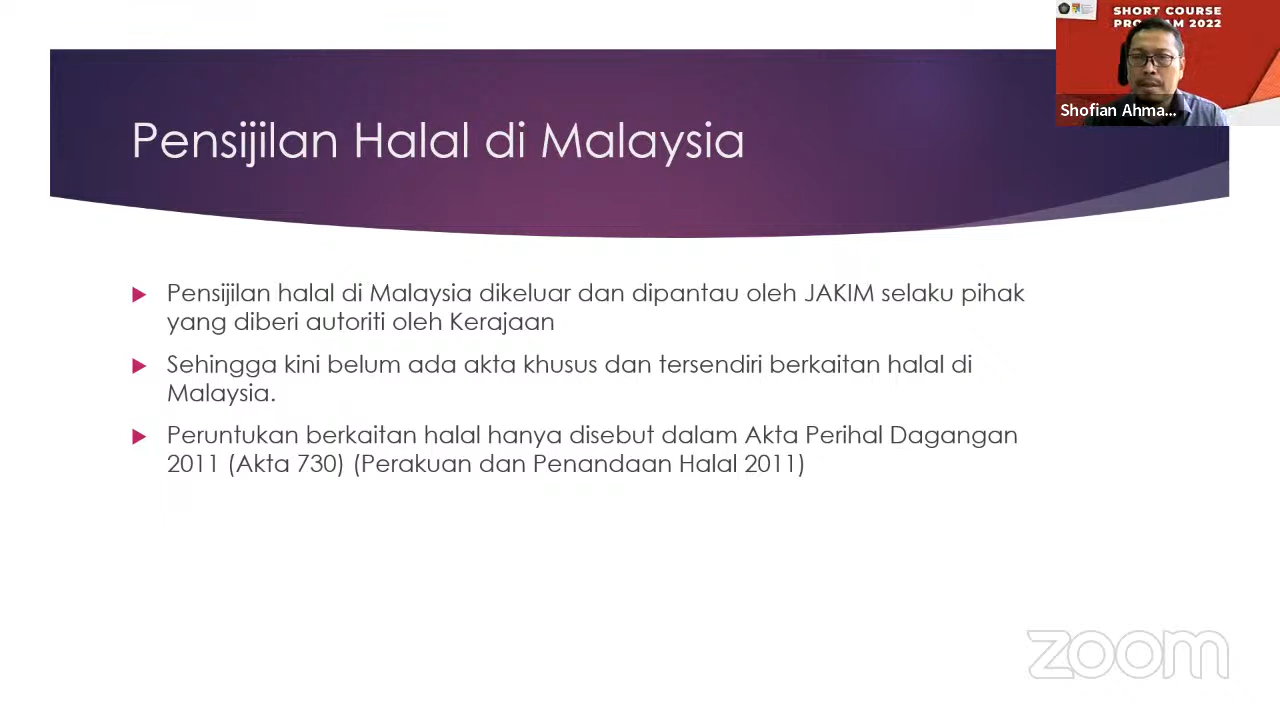 SHORT COURSE
PROGRAM 2022
Shofian Ahma...
Pensijilan Halal di Malaysia
Pensijilan halal di Malaysia dikeluar dan dipantau oleh JAKIM selaku pihak
yang diberi autoriti oleh Kerajaan
Sehingga kini belum ada akta khusus dan tersendiri berkaitan halal di
Malaysia.
Peruntukan berkaitan halal hanya disebut dalam Akta Perihal Dagangan
2011 (Akta 730) (Perakuan dan Penandaan Halal 2011)
zoom